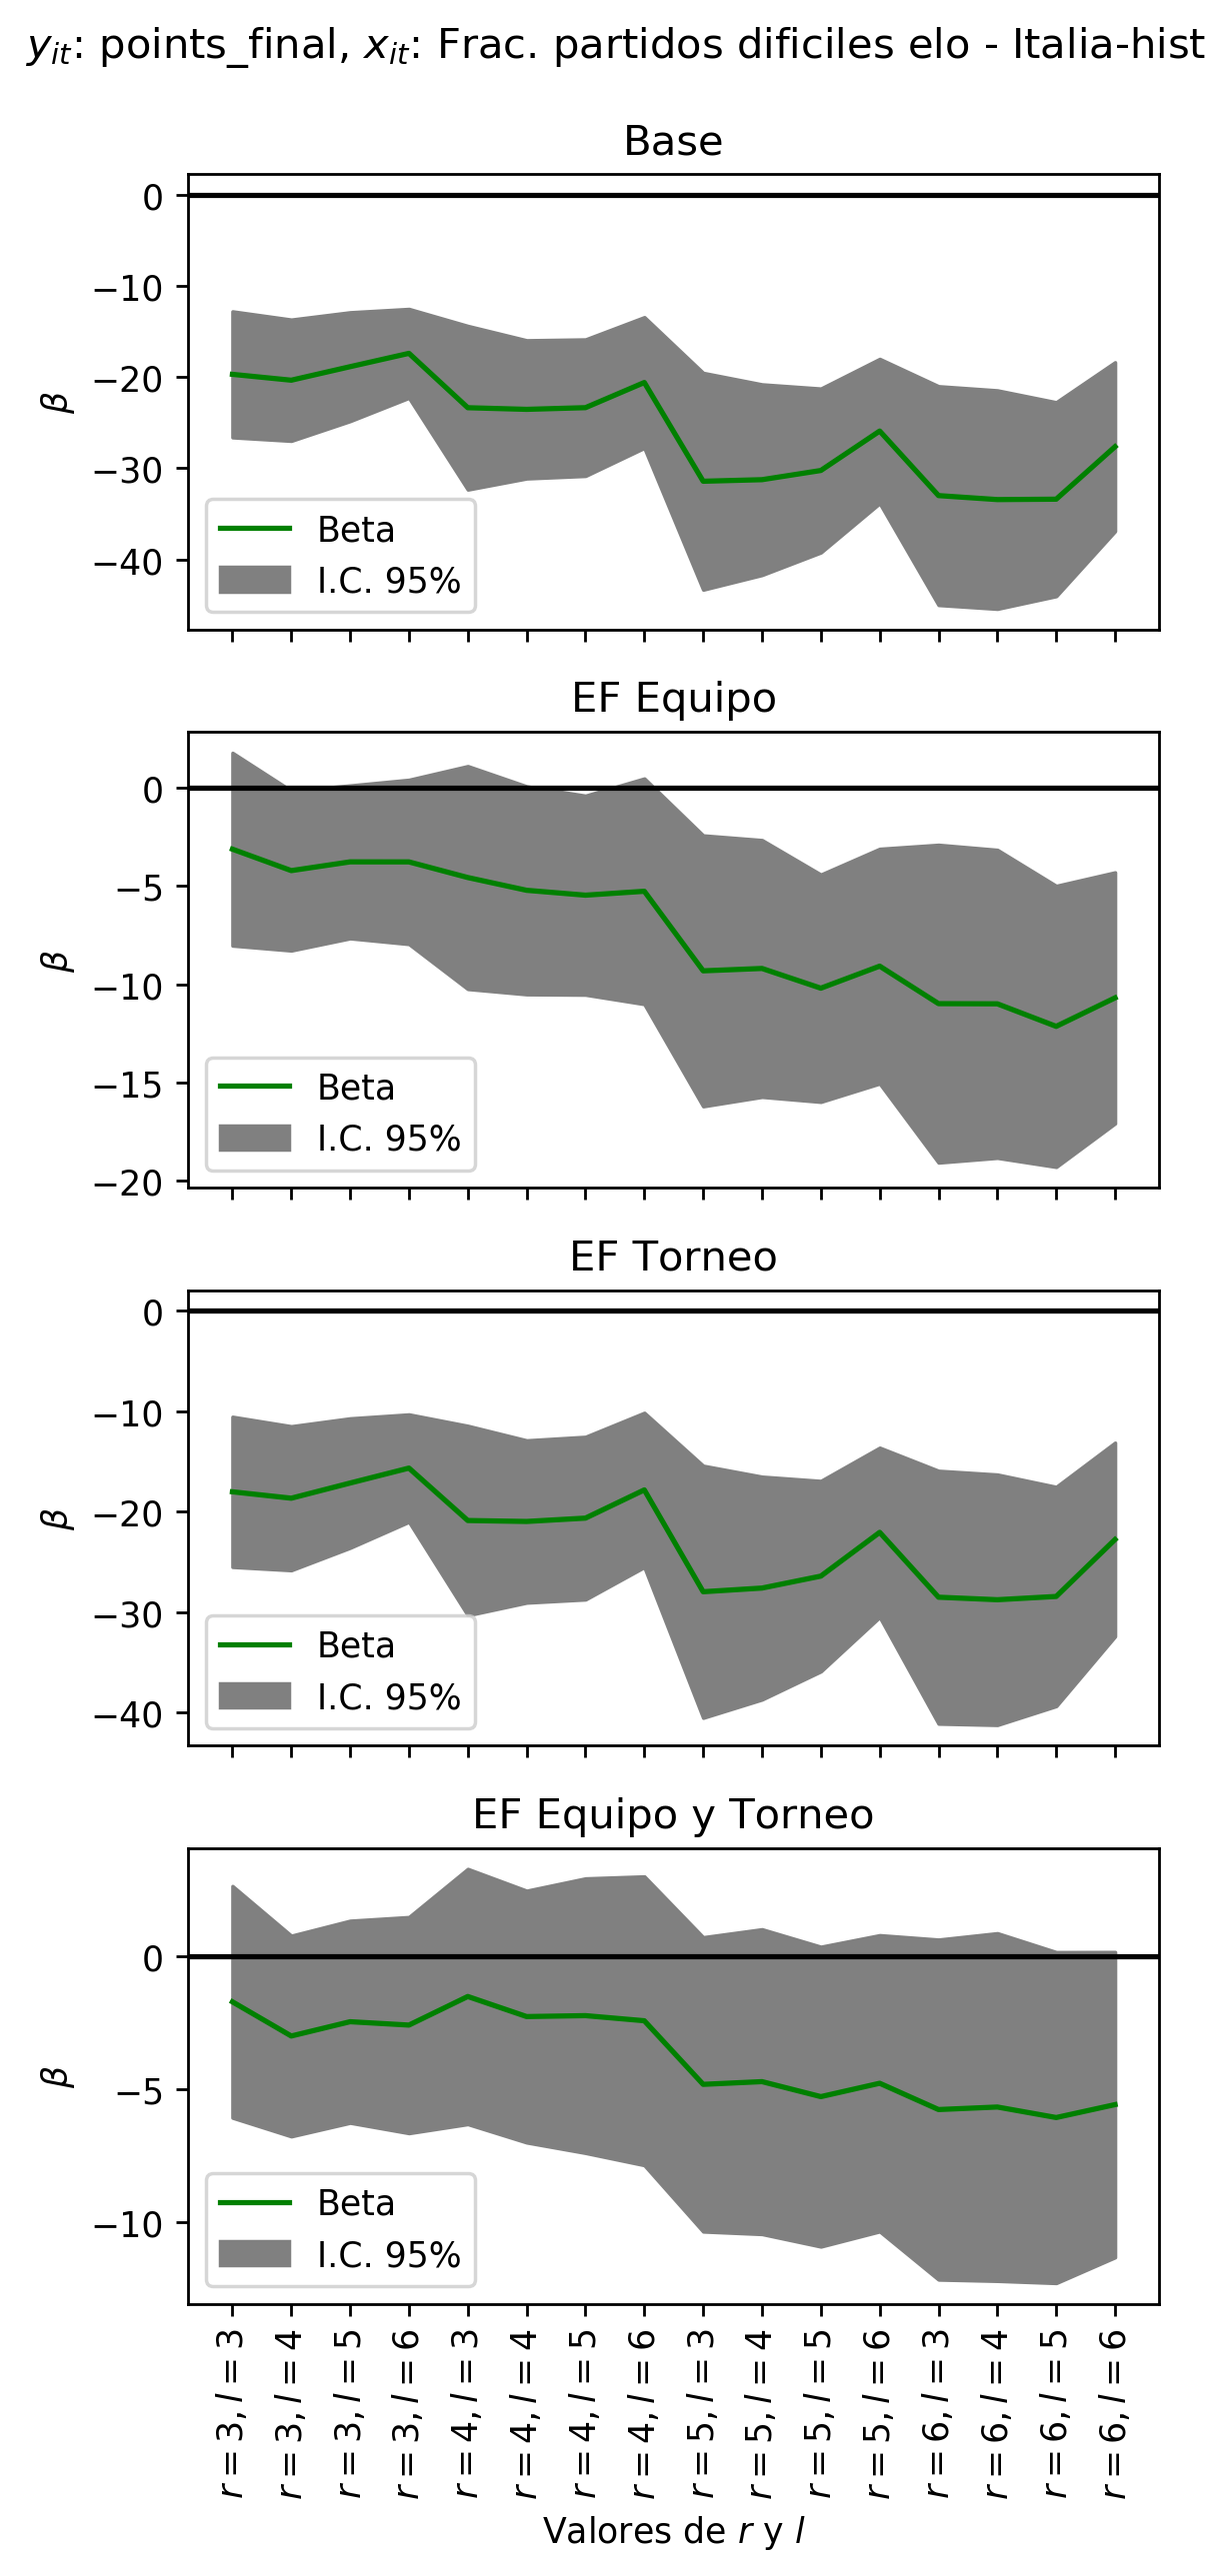 y_it: points_final, x_it: Frac. partidos dificiles elo - Italia-hist
Base
0
−10
−20
−30
−40
β
Beta
I.C. 95%
EF Equipo
0
−5
−10
−15
−20
β
Beta
I.C. 95%
EF Torneo
0
−10
−20
−30
−40
β
Beta
I.C. 95%
EF Equipo y Torneo
0
−5
−10
β
Beta
I.C. 95%
r = 3, l = 3
r = 3, l = 4
r = 3, l = 5
r = 3, l = 6
r = 4, l = 3
r = 4, l = 4
r = 4, l = 5
r = 4, l = 6
r = 5, l = 3
r = 5, l = 4
r = 5, l = 5
r = 5, l = 6
r = 6, l = 3
r = 6, l = 4
r = 6, l = 5
r = 6, l = 6
Valores de r y l